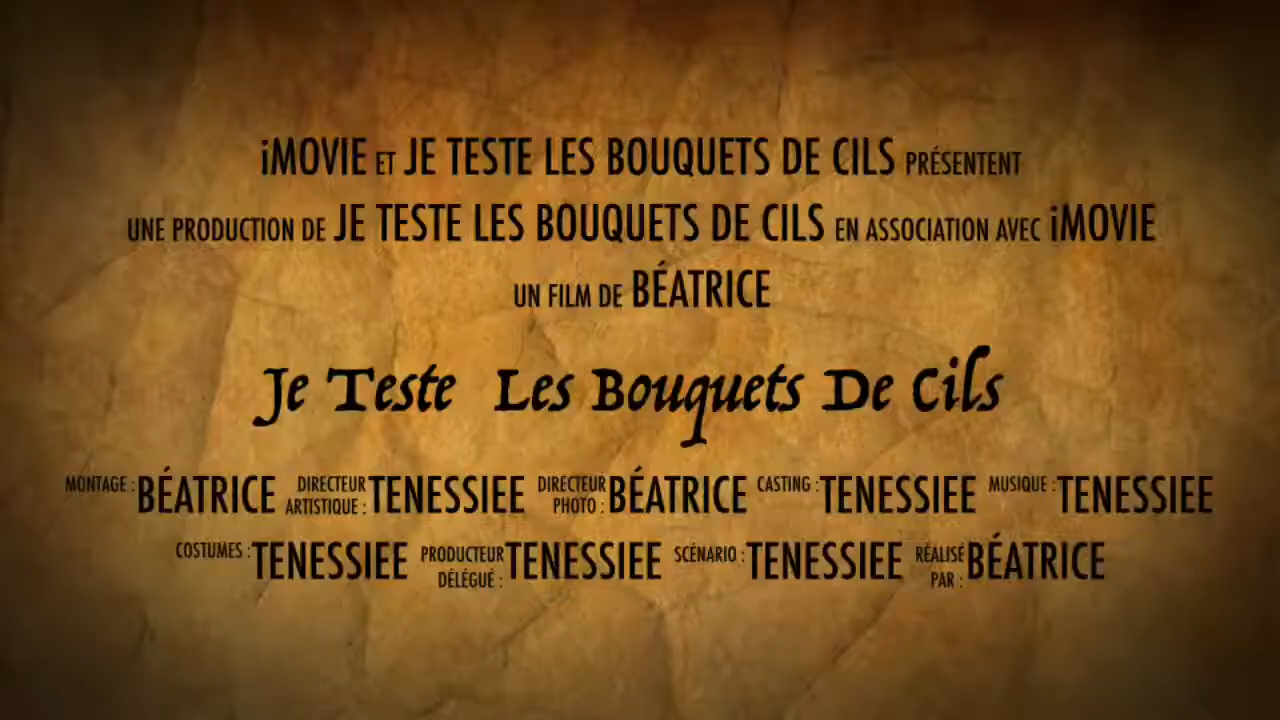 iMOVIE ET JE TESTE LES BOUQUETS DE CILS PRÉSENTENT
UNE PRODUCTION DE JE TESTE LES BOUQUETS DE CILS EN ASSOCIATION AVEC iMOVIE
UN FILM DE BÉATRICE
Je Teste Les Bouquets De Cils
MONTAGE : BÉATRICE DIRECTEUR ARTISTIQUE : TENESSIEE DIRECTEUR PHOTO : BÉATRICE CASTING : TENESSIEE MUSIQUE : TENESSIEE
COSTUMES : TENESSIEE PRODUCTEUR DÉLÉGUÉ : TENESSIEE SCÉNARIO : TENESSIEE RÉALISÉ PAR : BÉATRICE